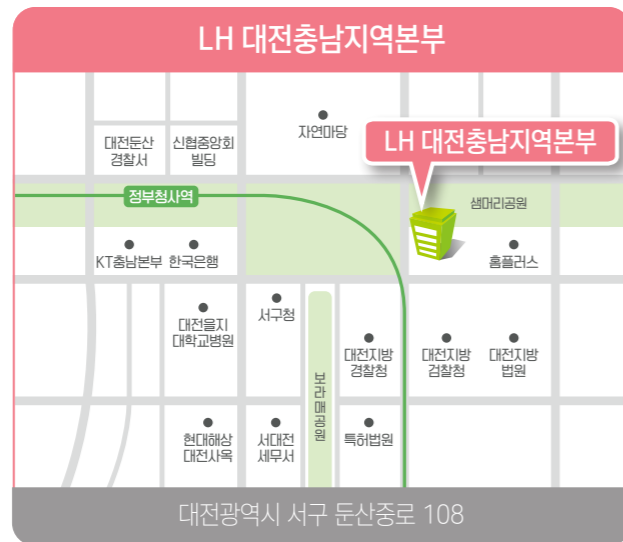 LH 대전충남지역본부
자연마당
대전둔산
경찰서
신협중앙회
빌딩
LH 대전충남지역본부
정부청사역
샘머리공원
KT충남본부
한국은행
홈플러스
대전을지
대학교병원
서구청
보라매공원
대전지방
경찰청
대전지방
검찰청
대전지방
법원
현대해상
대전사옥
서대전
세무서
특허법원
대전광역시 서구 둔산중로 108